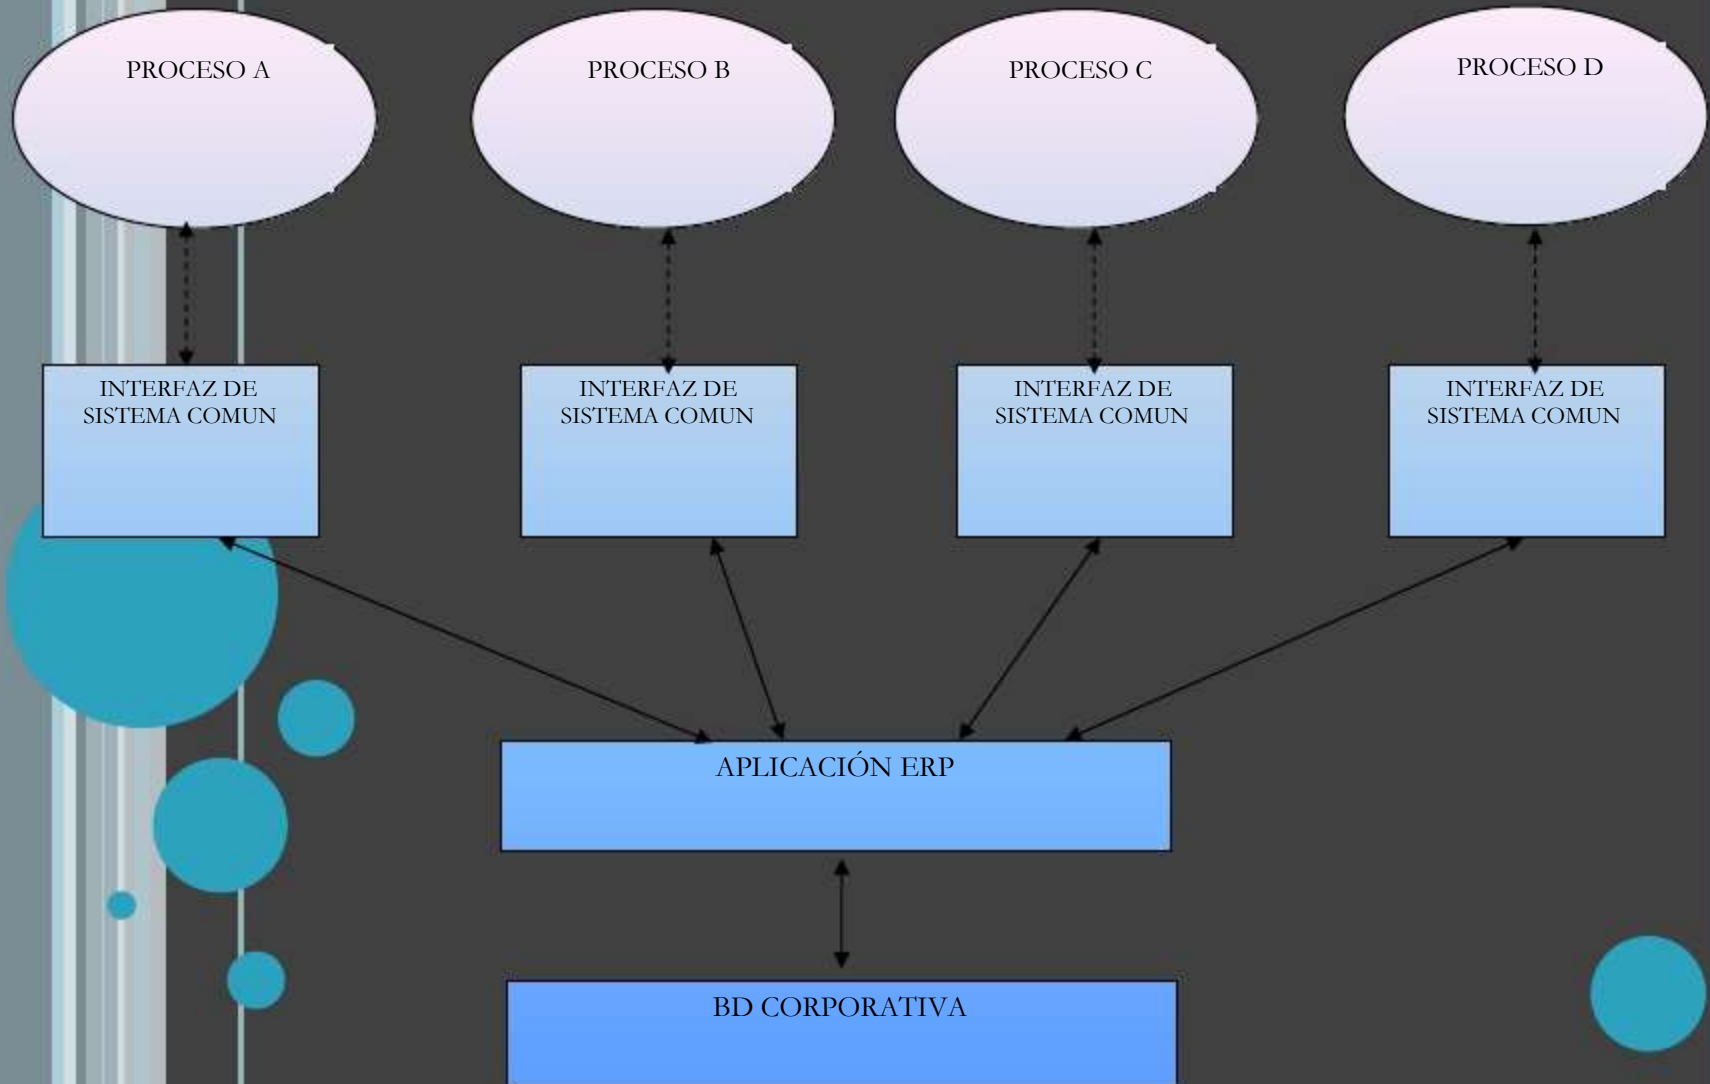 PROCESO A
PROCESO B
PROCESO C
PROCESO D
INTERFAZ DE
SISTEMA COMUN
INTERFAZ DE
SISTEMA COMUN
INTERFAZ DE
SISTEMA COMUN
INTERFAZ DE
SISTEMA COMUN
APLICACIÓN ERP
BD CORPORATIVA